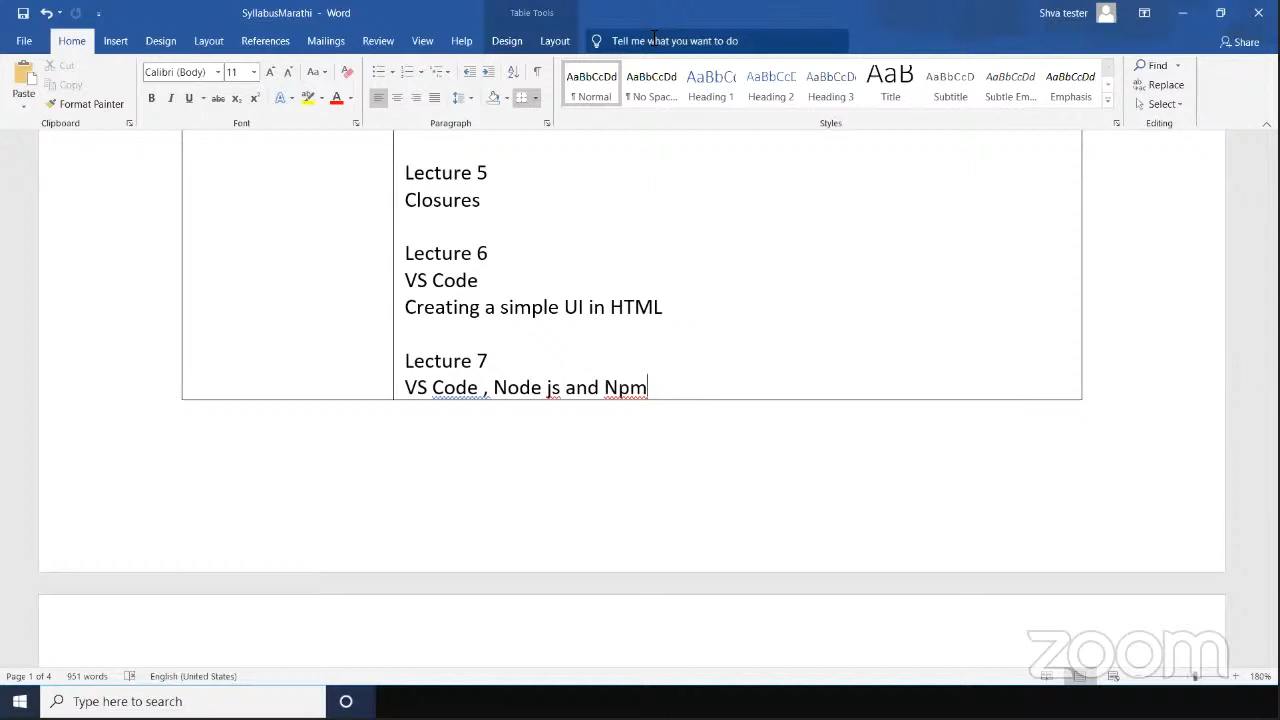 SyllabusMarathi - Word
Table Tools
Shva tester
File Home Insert Design Layout References Mailings Review View Help Design Layout Tell me what you want to do Share
Paste
Cut
Copy
Format Painter
Calibri (Body) 11
Aa
B I U abc X₂ X² A A
AaBbCcDd AaBbCcDd AaBbC( AaBbCcE AaBbCcD( AaB AaBbCcD AaBbCcDd AaBbCcDd
¶ Normal ¶ No Spac... Heading 1 Heading 2 Heading 3 Title Subtitle Subtle Em... Emphasis
Find
Replace
Select
Clipboard Font Paragraph Styles Editing
Lecture 5
Closures
Lecture 6
VS Code
Creating a simple UI in HTML
Lecture 7
VS Code , Node js and Npm
zoom
Page 1 of 4 951 words English (United States) 180%
Type here to search